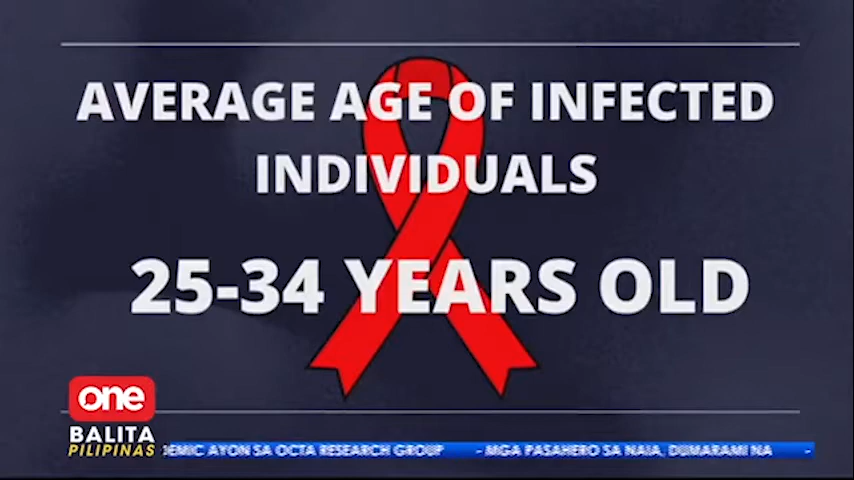 AVERAGE AGE OF INFECTED
INDIVIDUALS
25-34 YEARS OLD
one
BALITA
PILIPINAS
AYON SA OCTA RESEARCH GROUP - MGA PASAHERO SA NAIA, DUMARAMI NA -